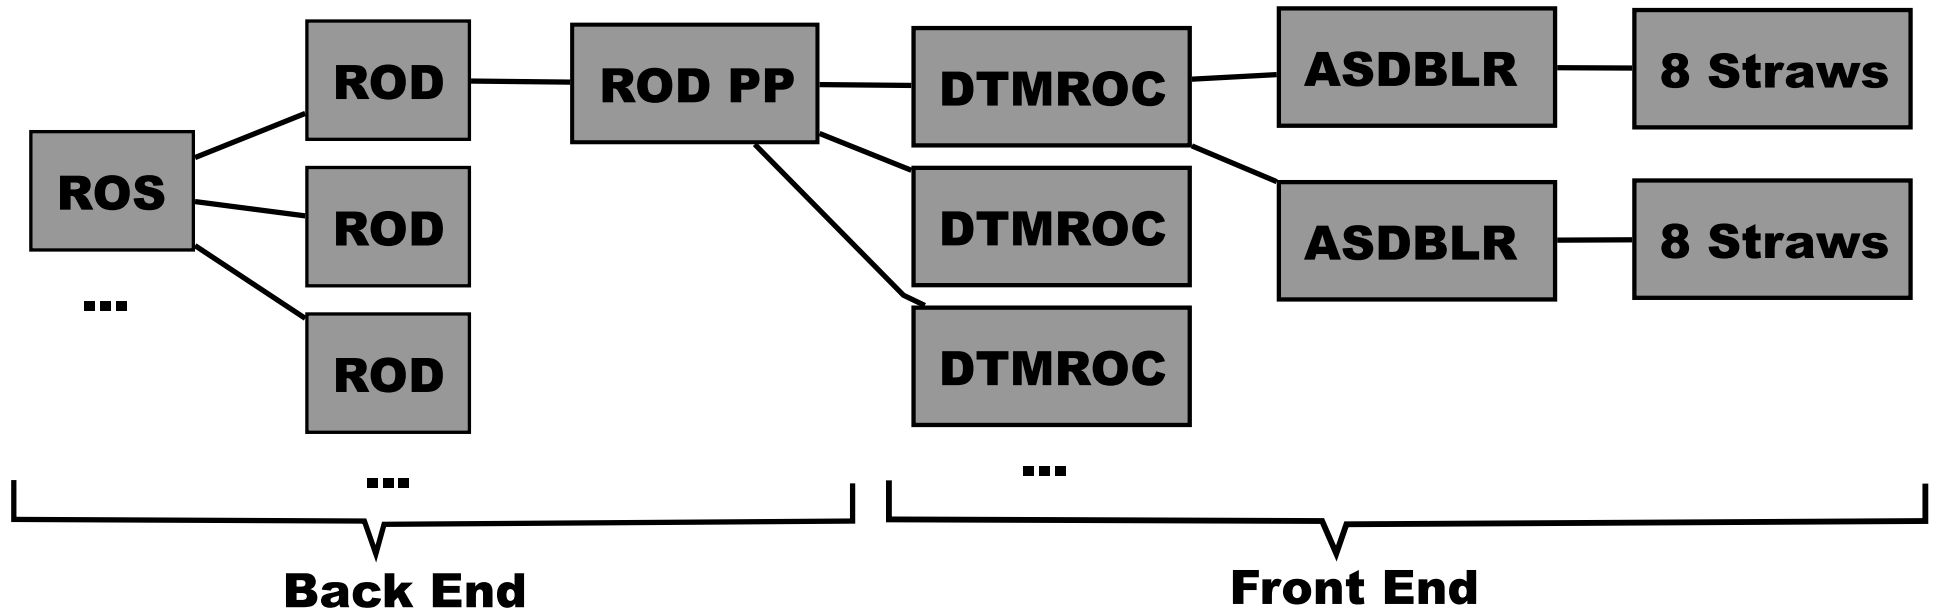 ROS
...
ROD
ROD
ROD
...
ROD PP
DTMROC
DTMROC
DTMROC
...
ASDBLR
ASDBLR
8 Straws
8 Straws
Back End
Front End